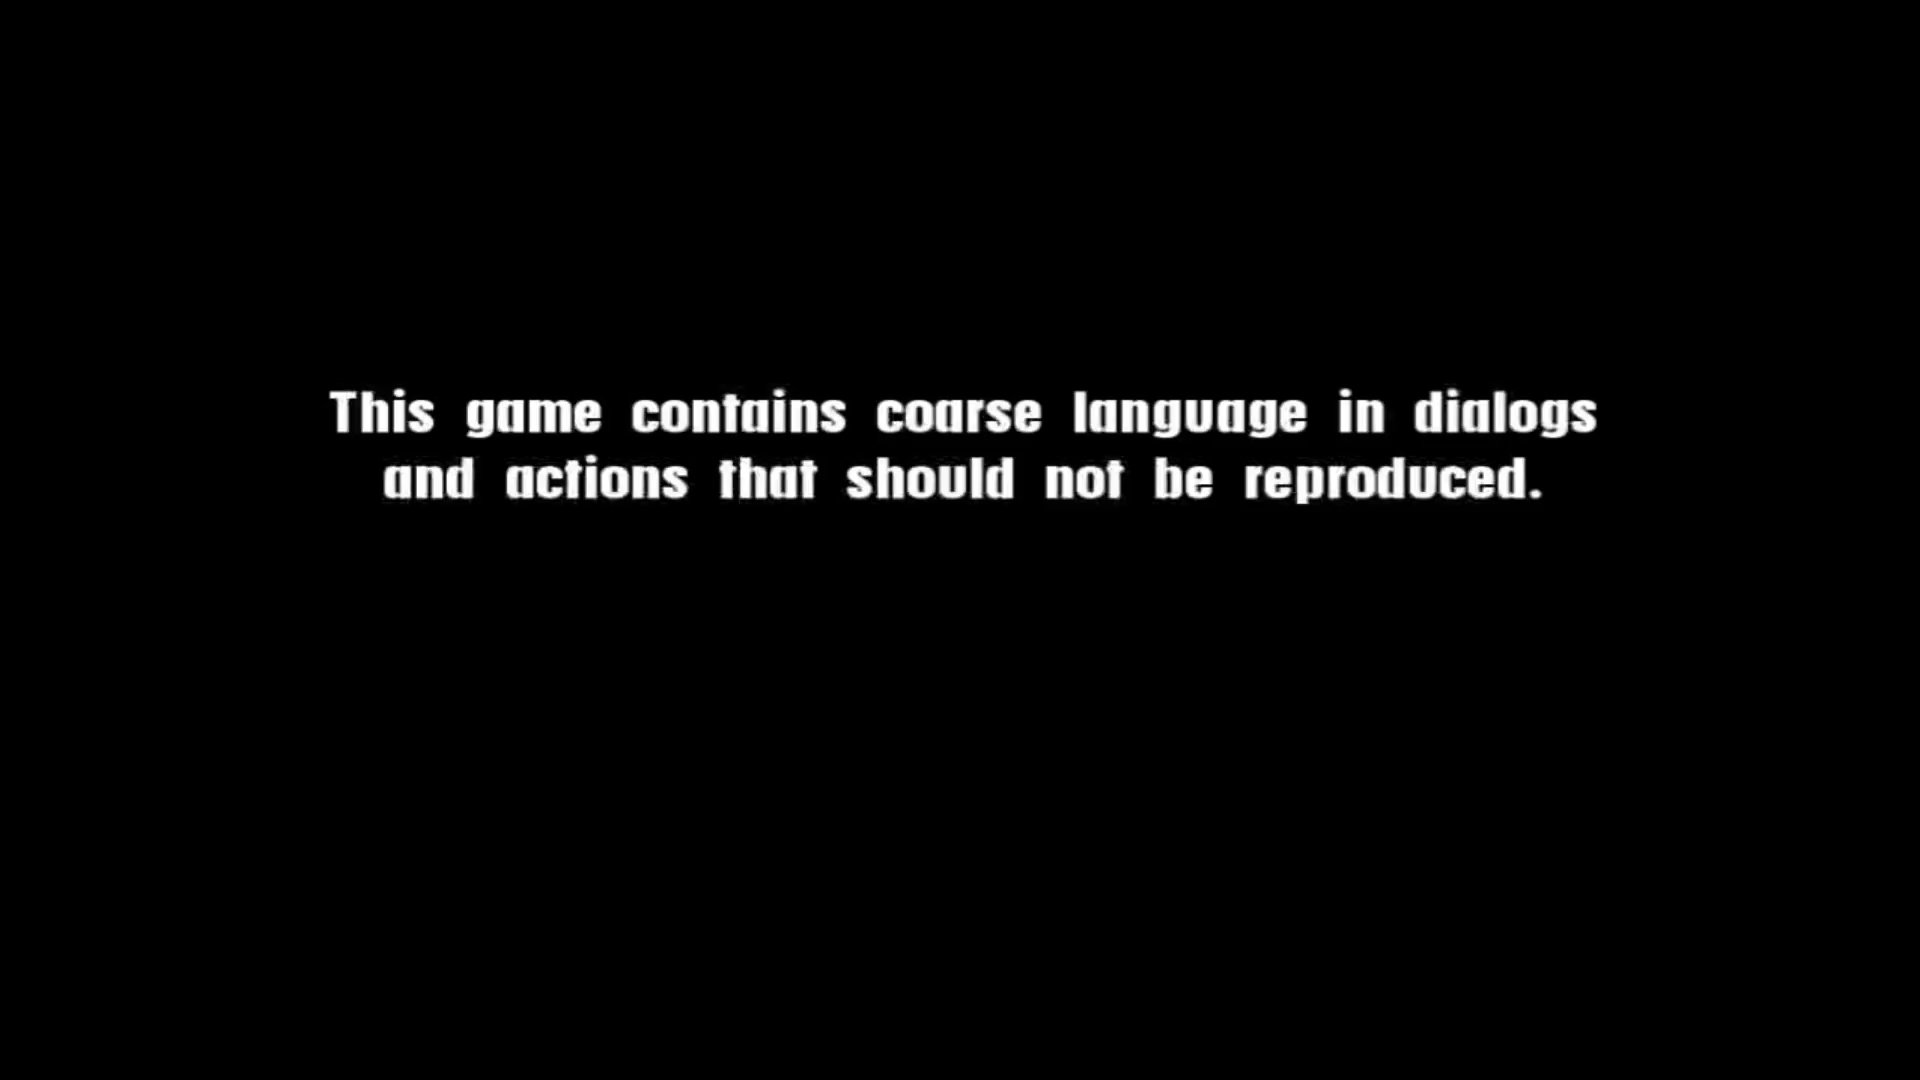 This game contains coarse language in dialogs
and actions that should not be reproduced.